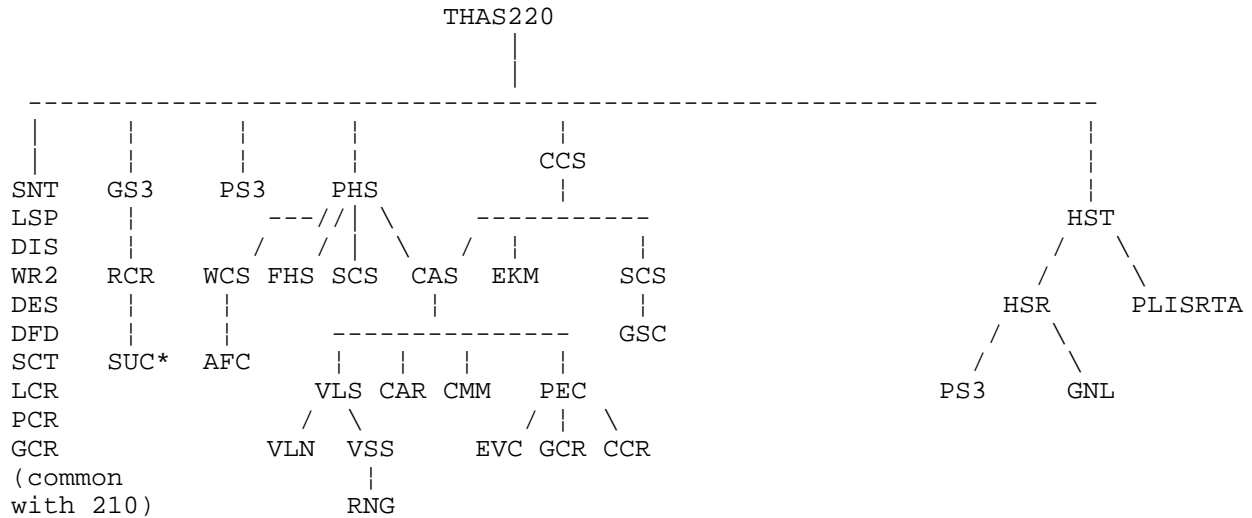 THAS220
CCS
SNT GS3 PS3 PHS
LSP HST
DIS
WR2 RCR WCS FHS SCS CAS EKM SCS
DES HSR PLISRTA
DFD GSC
SCT SUC* AFC
LCR VLS CAR CMM PEC PS3 GNL
PCR
GCR VLN VSS EVC GCR CCR
(common
with 210) RNG